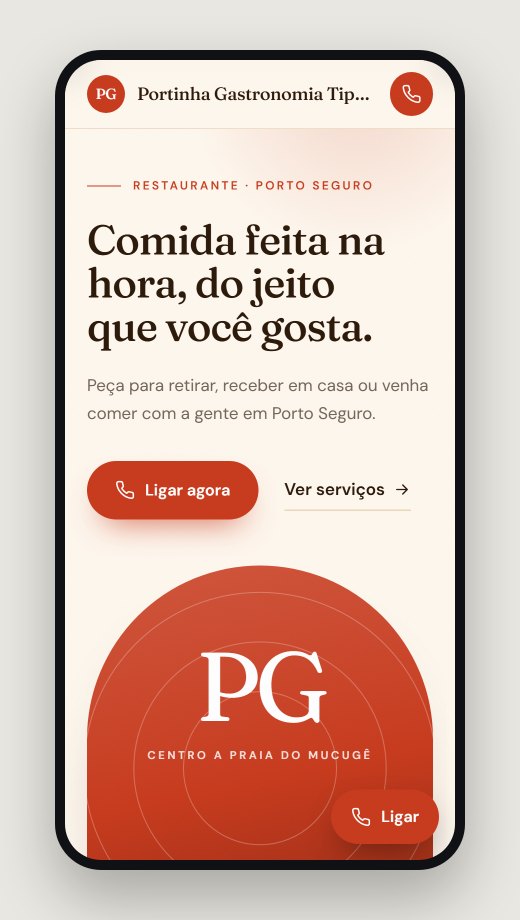 PG Portinha Gastronomia Tip...
RESTAURANTE · PORTO SEGURO
Comida feita na
hora, do jeito
que você gosta.
Peça para retirar, receber em casa ou venha
comer com a gente em Porto Seguro.
Ligar agora Ver serviços →
PG
CENTRO A PRAIA DO MUCUGÊ
Ligar